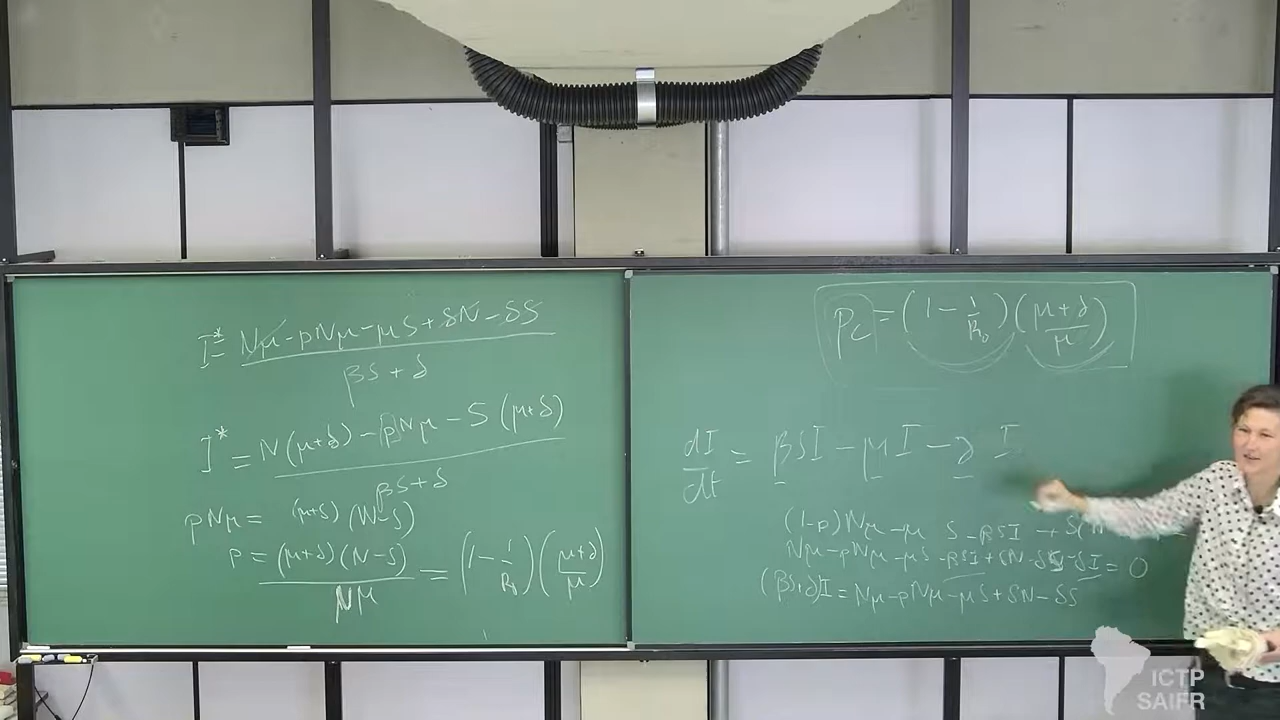 I* = Nμ - pNμ - μS + δN - δS
βS + δ
I* = N(μ+δ) - pNμ - S(μ+δ)
βS + δ
pNμ = (μ+δ)(N-S)
p = (μ+δ)(N-S) = (1 - 1/R₀)(μ+δ/μ)
Nμ
Pc = (1 - 1/R₀)(μ+δ/μ)
dI/dt = βSI - μI - γI
(1-p)Nμ - μS - βSI + δ(N
Nμ - pNμ - μS - βSI + δN - δS - δI = 0
(βS+δ)I = Nμ - pNμ - μS + δN - δS
ICTP
SAIFR